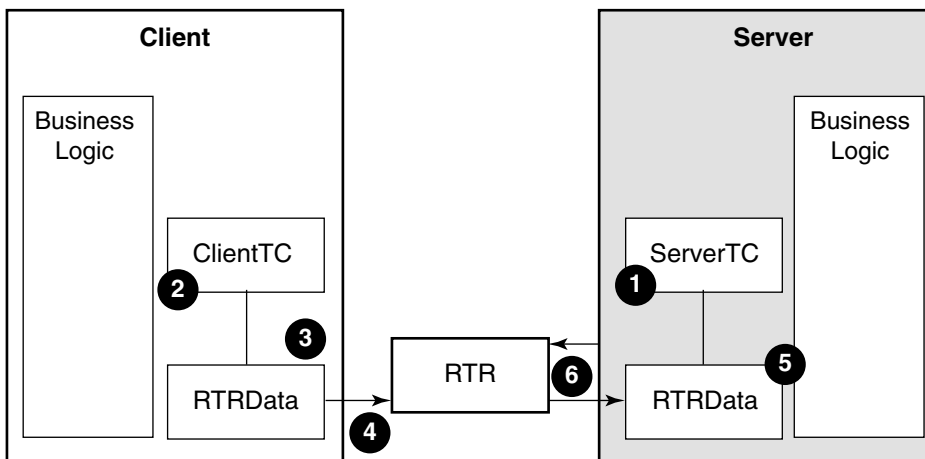 Client
Server
Business
Logic
Business
Logic
ClientTC
ServerTC
2
1
3
RTR
6
5
RTRData
RTRData
4